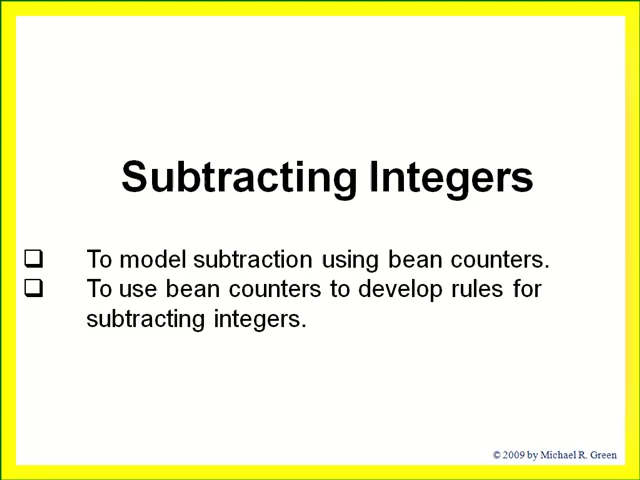 Subtracting Integers
❑ To model subtraction using bean counters.
❑ To use bean counters to develop rules for
subtracting integers.
© 2009 by Michael R. Green